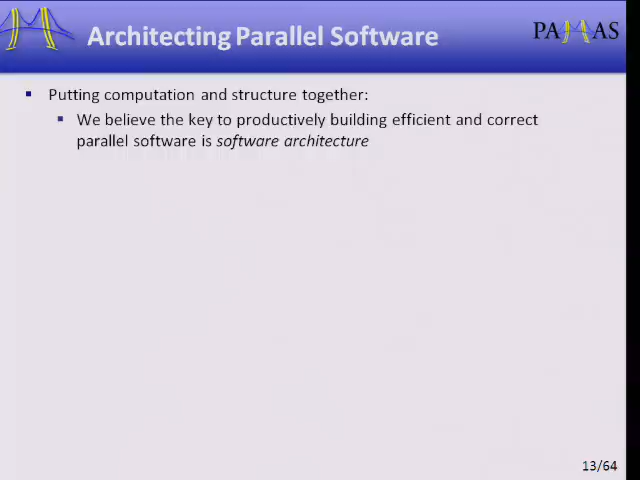 Architecting Parallel Software
PA AS
Putting computation and structure together:
We believe the key to productively building efficient and correct
parallel software is software architecture
13/64